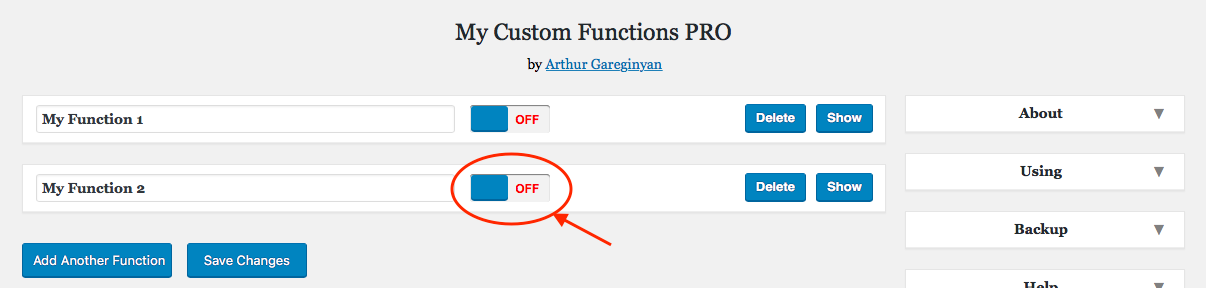 My Custom Functions PRO
by Arthur Gareginyan
My Function 1 OFF Delete Show
My Function 2 OFF Delete Show
Add Another Function Save Changes
About
Using
Backup
Help